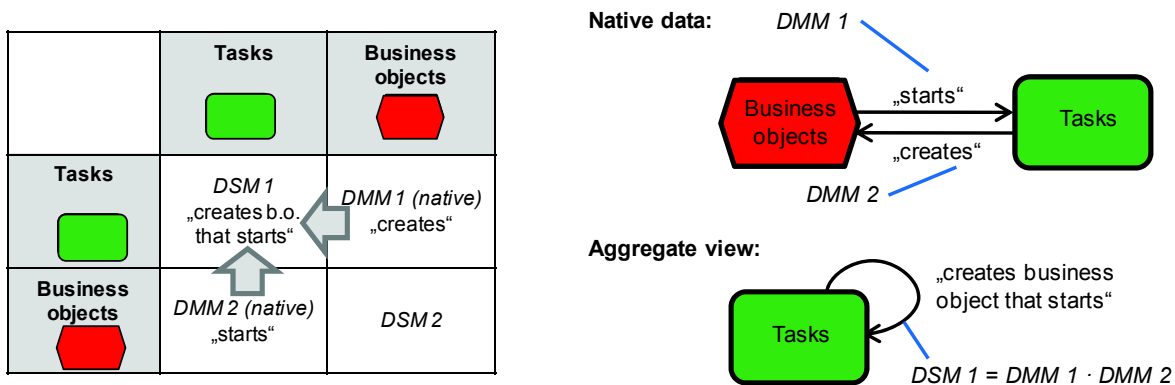 Tasks
Business
objects
Tasks
DSM 1
„creates b.o.
that starts“
DMM 1 (native)
„creates“
Business
objects
DMM 2 (native)
„starts“
DSM 2
Native data:
DMM 1
Business
objects
„starts“
Tasks
„creates“
DMM 2
Aggregate view:
Tasks
„creates business
object that starts“
DSM 1 = DMM 1 · DMM 2